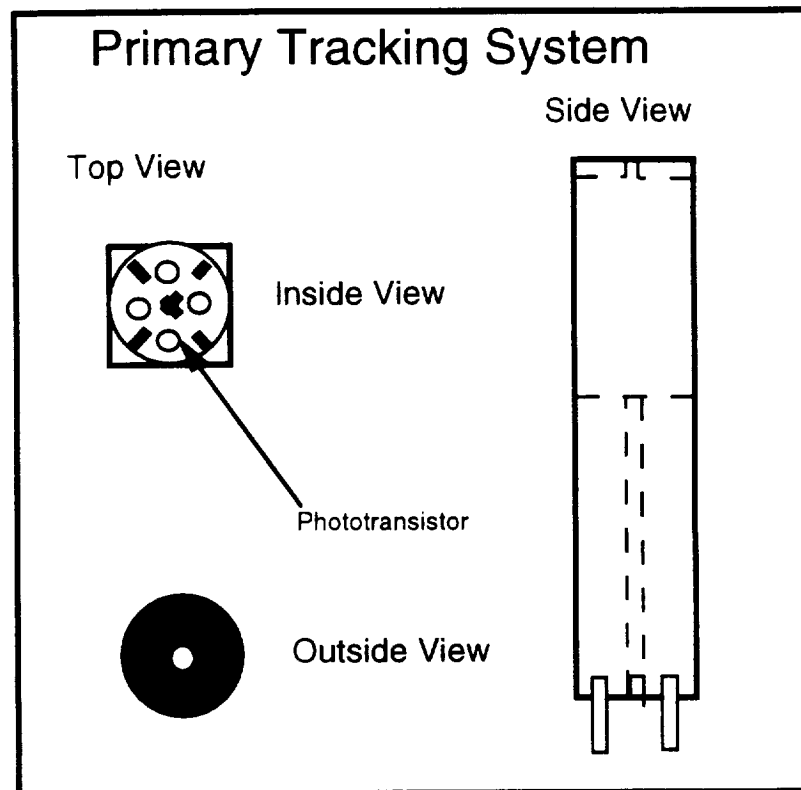 Primary Tracking System
Side View
Top View
Inside View
Phototransistor
Outside View